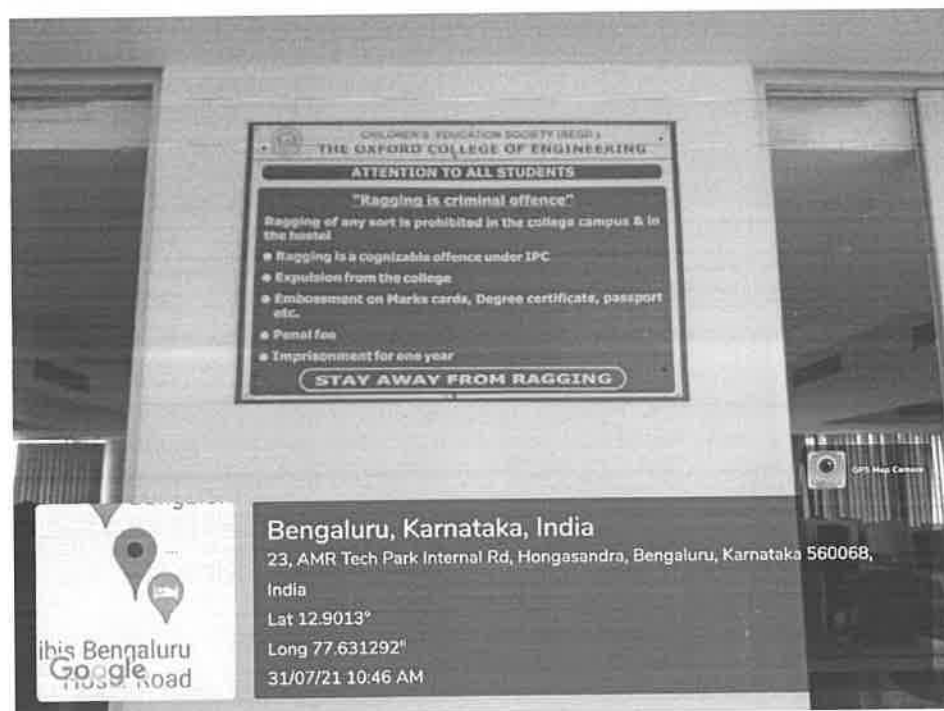 CHILDREN'S EDUCATION SOCIETY (REGD.)
THE OXFORD COLLEGE OF ENGINEERING
ATTENTION TO ALL STUDENTS
"Ragging is criminal offence"
Ragging of any sort is prohibited in the college campus & in
the hostel
● Ragging is a cognizable offence under IPC
● Expulsion from the college
● Embossment on Marks cards, Degree certificate, passport
etc.
● Penal fee
● Imprisonment for one year
STAY AWAY FROM RAGGING
GPS Map Camera
Bengaluru, Karnataka, India
23, AMR Tech Park Internal Rd, Hongasandra, Bengaluru, Karnataka 560068,
India
Lat 12.9013°
Long 77.631292°
31/07/21 10:46 AM
ibis Bengaluru
Google
Road